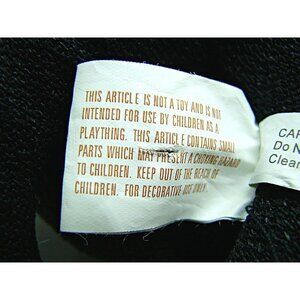 THIS ARTICLE IS NOT A TOY AND IS NOT
INTENDED FOR USE BY CHILDREN AS A
PLAYTHING. THIS ARTICLE CONTAINS SMALL
PARTS WHICH MAY PRESENT A CHOKING HAZARD
TO CHILDREN. KEEP OUT OF THE REACH OF
CHILDREN. FOR DECORATIVE USE ONLY.
CAR
Do N
Clean